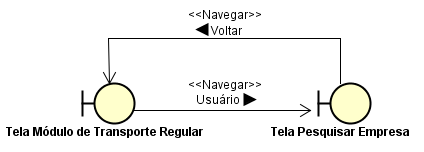 <<Navegar>>
Voltar
<<Navegar>>
Usuário
Tela Módulo de Transporte Regular
Tela Pesquisar Empresa